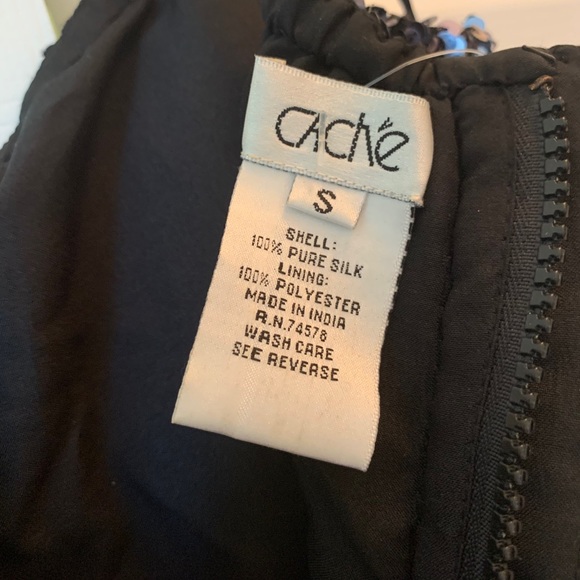 Caché
S
SHELL:
100% PURE SILK
LINING:
100% POLYESTER
MADE IN INDIA
R.N.74578
WASH CARE
SEE REVERSE